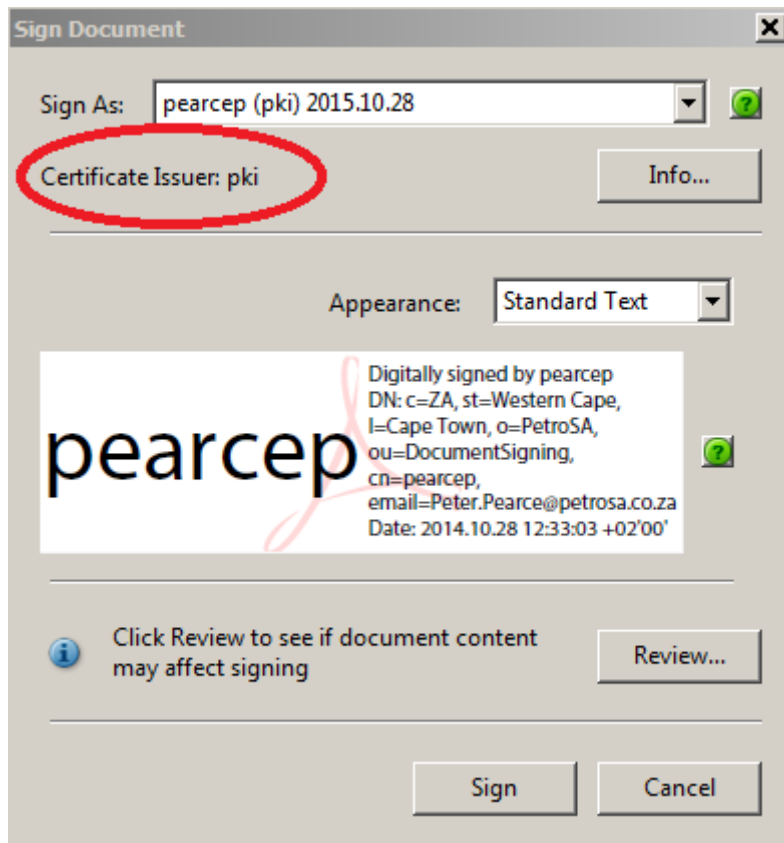 Sign Document
Sign As: pearcep (pki) 2015.10.28
Certificate Issuer: pki
Info...
Appearance: Standard Text
pearcep
Digitally signed by pearcep
DN: c=ZA, st=Western Cape,
l=Cape Town, o=PetroSA,
ou=DocumentSigning,
cn=pearcep,
email=Peter.Pearce@petrosa.co.za
Date: 2014.10.28 12:33:03 +02'00'
Click Review to see if document content
may affect signing
Review...
Sign
Cancel